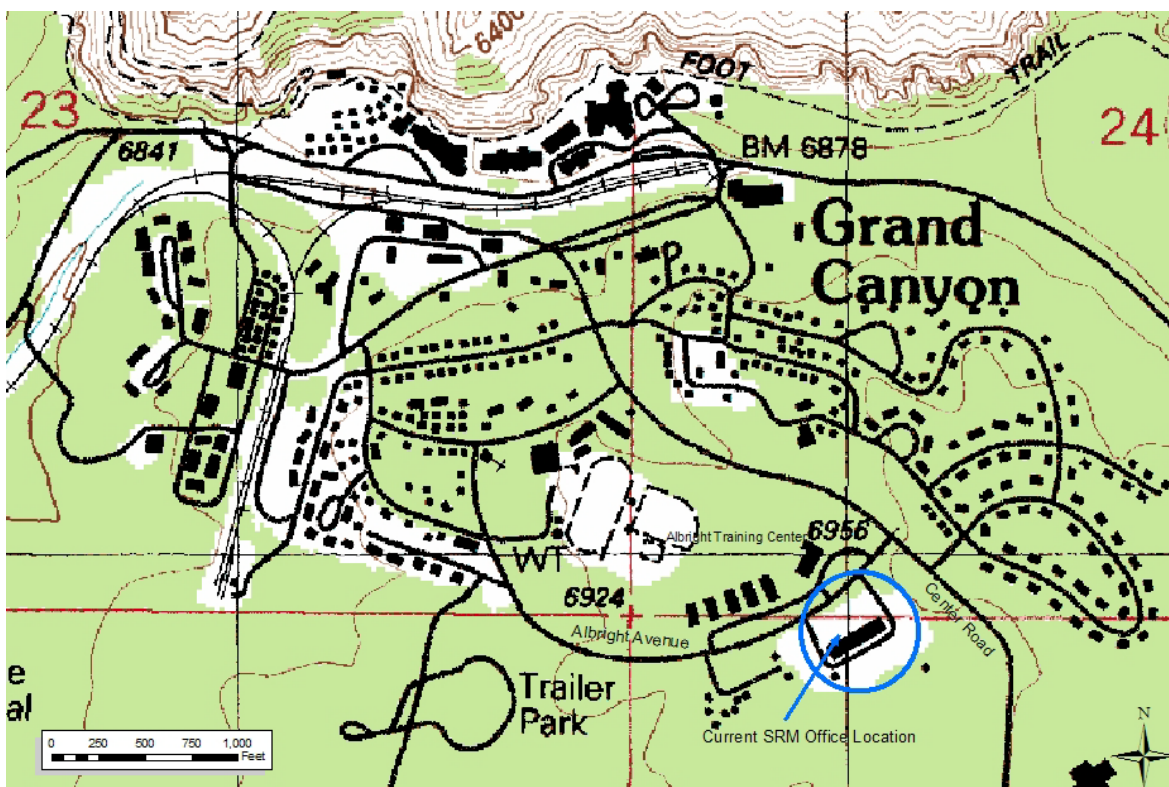 6400
FOOT
TRAIL
23
24
6841
BM 6878
Grand
Canyon
Albright Training Center
6956
WT
6924
Albright Avenue
Center Road
e
al
Trailer
Park
Current SRM Office Location
0 250 500 750 1,000
Feet
N